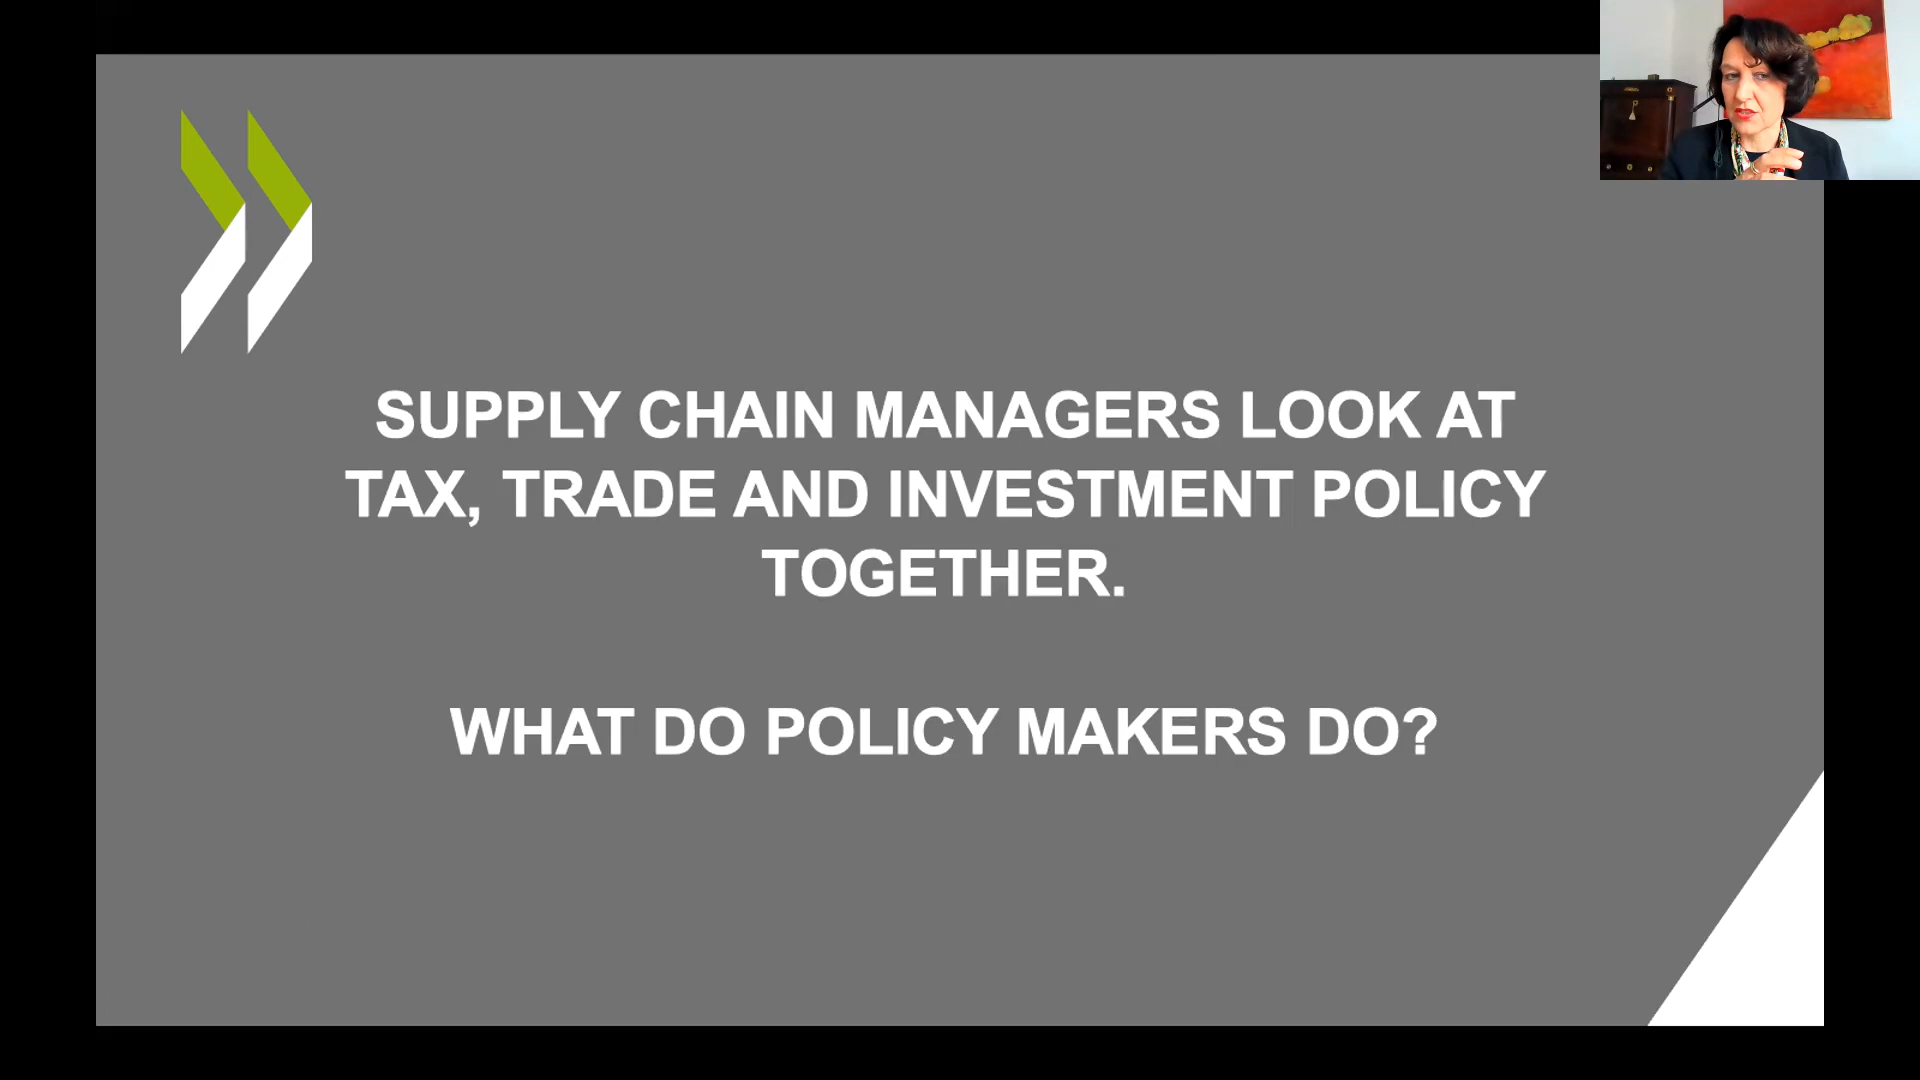 SUPPLY CHAIN MANAGERS LOOK AT
TAX, TRADE AND INVESTMENT POLICY
TOGETHER.
WHAT DO POLICY MAKERS DO?